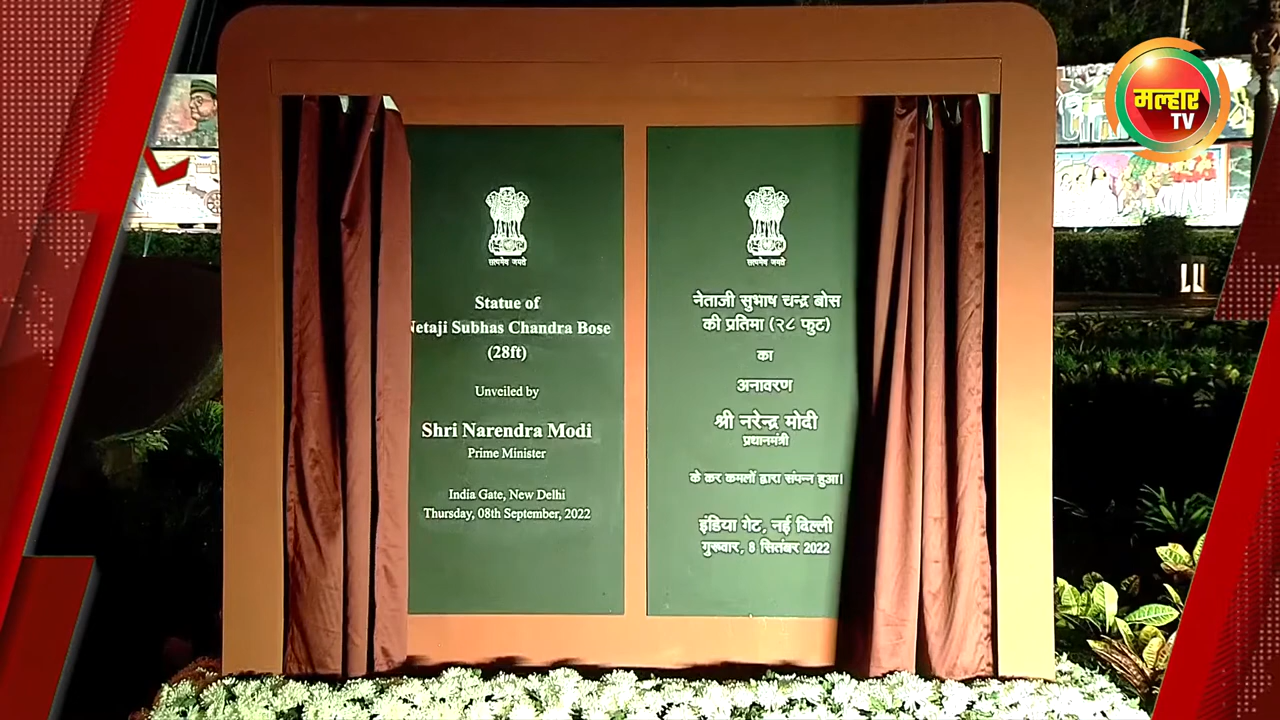 मल्हार
TV
सत्यमेव जयते
Statue of
Netaji Subhas Chandra Bose
(28ft)
Unveiled by
Shri Narendra Modi
Prime Minister
India Gate, New Delhi
Thursday, 08th September, 2022
सत्यमेव जयते
नेताजी सुभाष चन्द्र बोस
की प्रतिमा (२८ फुट)
का
अनावरण
श्री नरेन्द्र मोदी
प्रधानमंत्री
के कर कमलों द्वारा संपन्न हुआ।
इंडिया गेट, नई दिल्ली
गुरूवार, 8 सितंबर 2022